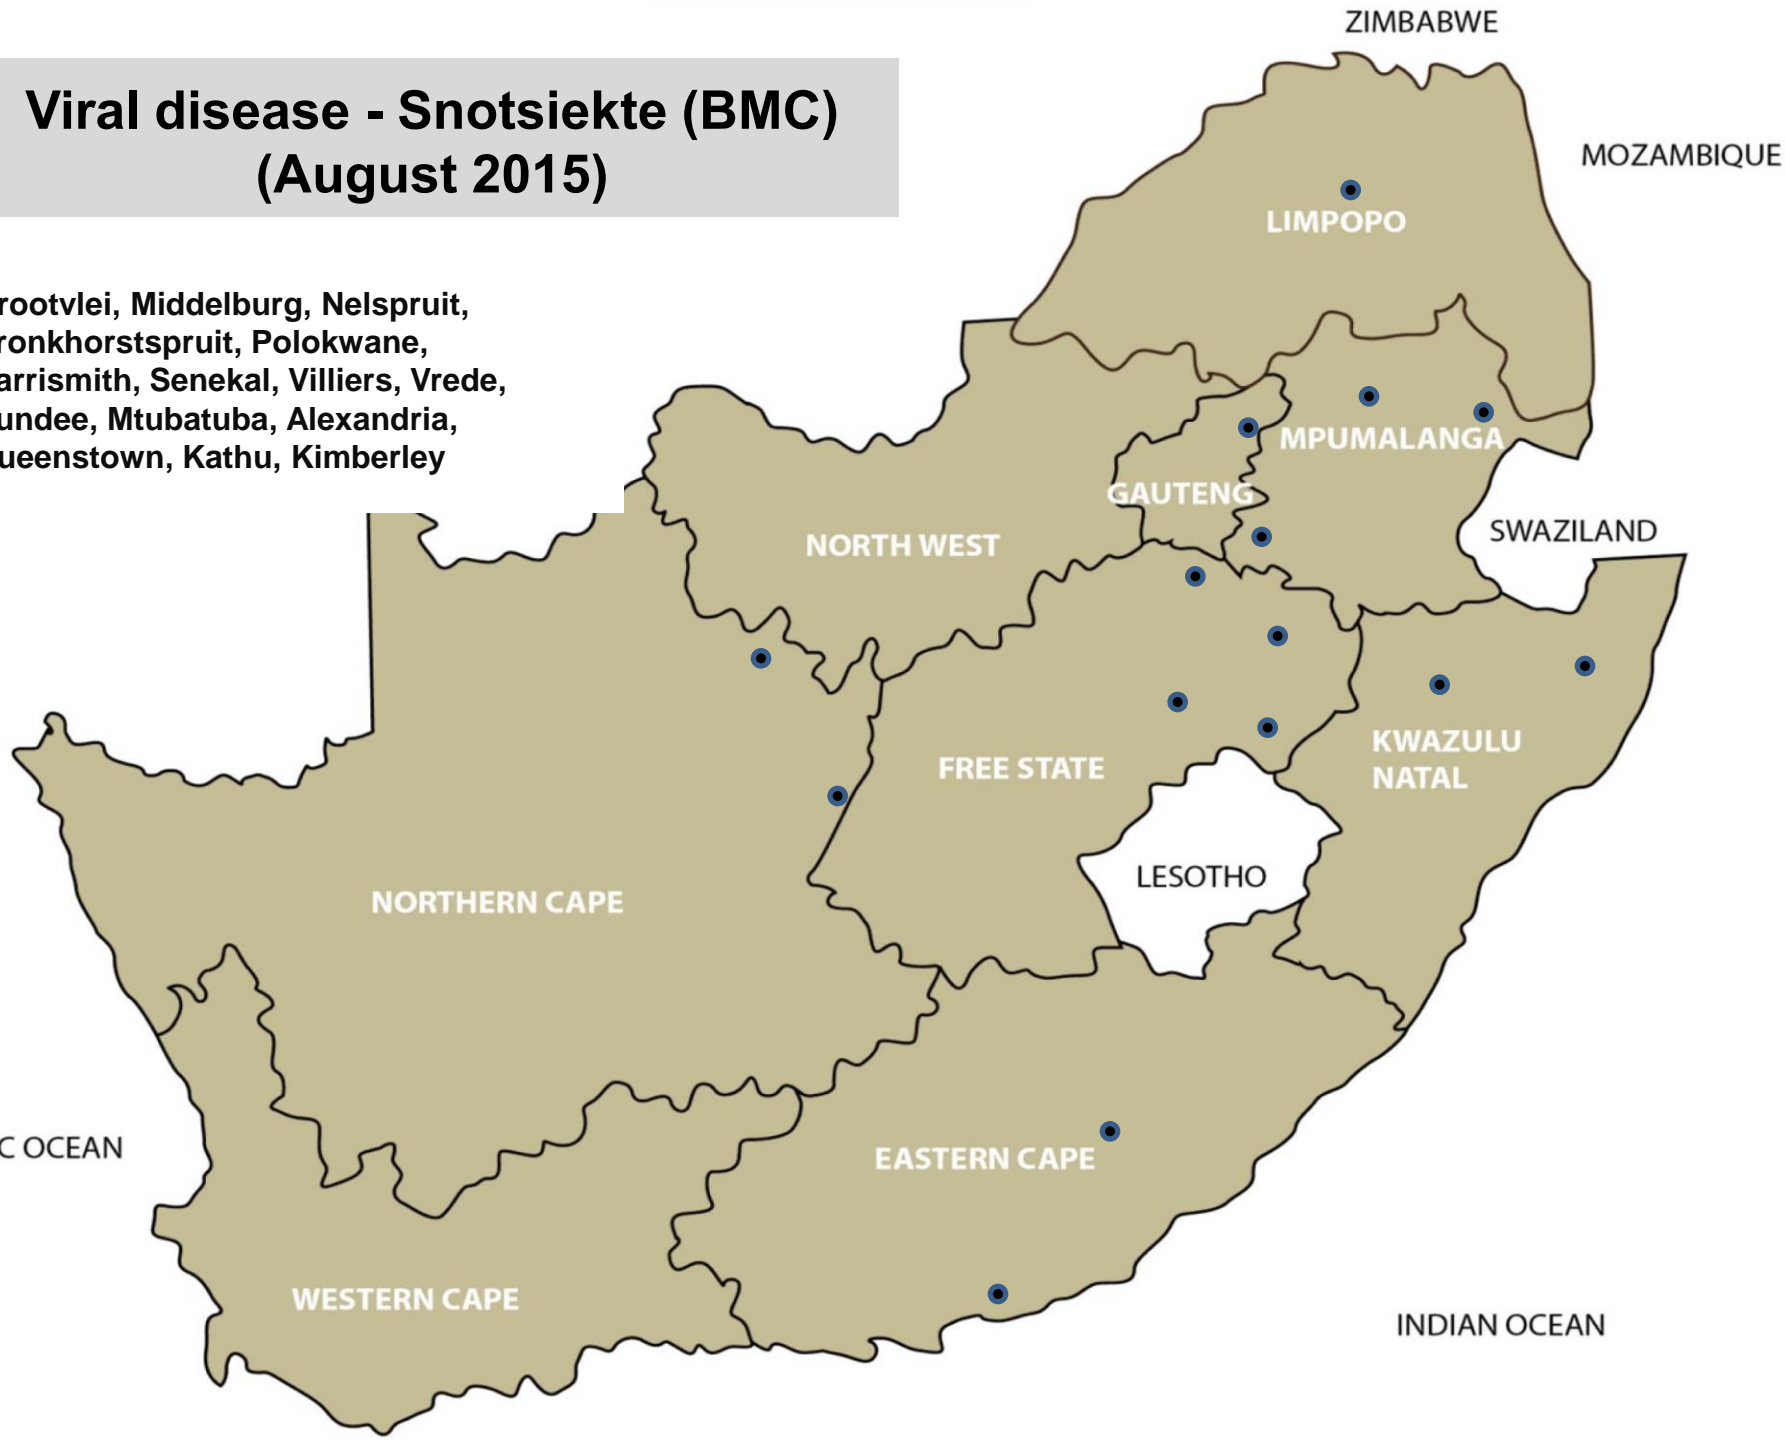 ZIMBABWE
Viral disease - Snotsiekte (BMC)
(August 2015)
MOZAMBIQUE
LIMPOPO
rootvlei, Middelburg, Nelspruit,
ronkhorstspruit, Polokwane,
arrismith, Senekal, Villiers, Vrede,
undee, Mtubatuba, Alexandria,
ueenstown, Kathu, Kimberley
MPUMALANGA
GAUTENG
NORTH WEST
SWAZILAND
KWAZULU
NATAL
FREE STATE
LESOTHO
NORTHERN CAPE
C OCEAN
EASTERN CAPE
WESTERN CAPE
INDIAN OCEAN